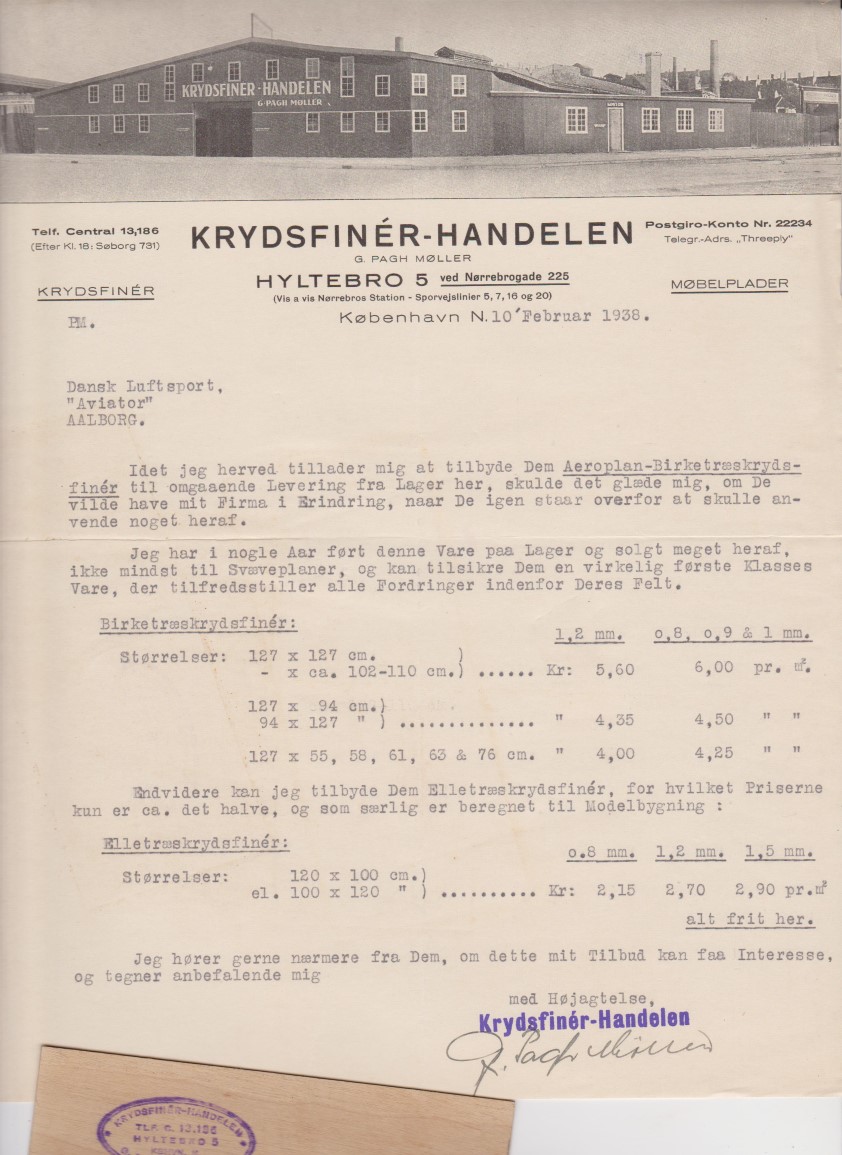 KRYDSFINER-HANDELEN
G. PAGH MØLLER
Telf. Central 13,186
(Efter Kl. 18: Søborg 731)
KRYDSFINÉR
KRYDSFINÉR-HANDELEN
G. PAGH MØLLER
HYLTEBRO 5 ved Nørrebrogade 225
(Vis a vis Nørrebros Station - Sporvejslinier 5, 7, 16 og 20)
København N. 10' Februar 1938.
Postgiro-Konto Nr. 22234
Telegr.-Adrs. „Threeply"
MØBELPLADER
PM.
Dansk Luftsport,
"Aviator"
AALBORG.
Idet jeg herved tillader mig at tilbyde Dem Aeroplan-Birketræskryds-
finér til omgaaende Levering fra Lager her, skulde det glæde mig, om De
vilde have mit Firma i Erindring, naar De igen staar overfor at skulle an-
vende noget heraf.
Jeg har i nogle Aar ført denne Vare paa Lager og solgt meget heraf,
ikke mindst til Svæveplaner, og kan tilsikre Dem en virkelig første Klasses
Vare, der tilfredsstiller alle Fordringer indenfor Deres Felt.
Birketræskrydsfinér: 1,2 mm. o,8, o,9 & 1 mm.
Størrelser: 127 x 127 cm. )
- x ca. 102-110 cm.) ...... Kr: 5,60 6,00 pr. m².
127 x 94 cm.)
94 x 127 " ) .............. " 4,35 4,50 " "
127 x 55, 58, 61, 63 & 76 cm. " 4,00 4,25 " "
Endvidere kan jeg tilbyde Dem Elletræskrydsfinér, for hvilket Priserne
kun er ca. det halve, og som særlig er beregnet til Modelbygning :
Elletræskrydsfinér: o.8 mm. 1,2 mm. 1,5 mm.
Størrelser: 120 x 100 cm.)
el. 100 x 120 " ) .......... Kr: 2,15 2,70 2,90 pr.m²
alt frit her.
Jeg hører gerne nærmere fra Dem, om dette mit Tilbud kan faa Interesse,
og tegner anbefalende mig
med Højagtelse,
Krydsfinér-Handelen
G. Pagh Møller
KRYDSFINÉR-HANDELEN
TLF. C. 13,186
HYLTEBRO 5